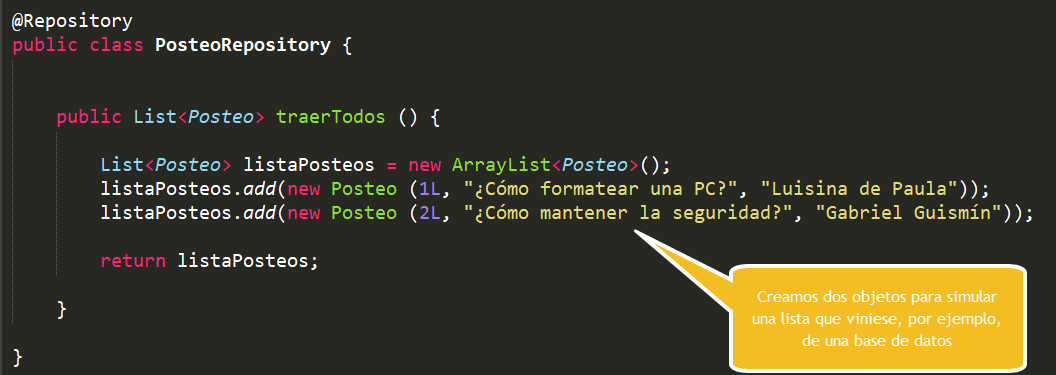 @Repository
public class PosteoRepository {
public List<Posteo> traerTodos () {
List<Posteo> listaPosteos = new ArrayList<Posteo>();
listaPosteos.add(new Posteo (1L, "¿Cómo formatear una PC?", "Luisina de Paula"));
listaPosteos.add(new Posteo (2L, "¿Cómo mantener la seguridad?", "Gabriel Guismín"));
return listaPosteos;
}
}
Creamos dos objetos para simular
una lista que viniese, por ejemplo,
de una base de datos